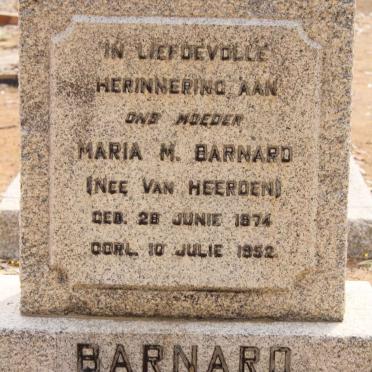 IN LIEFDEVOLLE
HERINNERING AAN
ONS MOEDER
MARIA M. BARNARD
(NEE VAN HEERDEN)
GEB. 28 JUNIE 1874
OORL. 10 JULIE 1952.
BARNARD